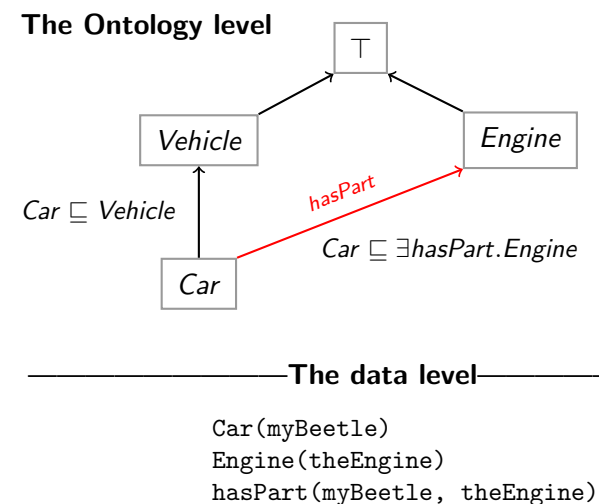 The Ontology level
⊤
Vehicle
Engine
hasPart
Car ⊑ Vehicle
Car ⊑ ∃hasPart.Engine
Car
The data level
Car(myBeetle)
Engine(theEngine)
hasPart(myBeetle, theEngine)